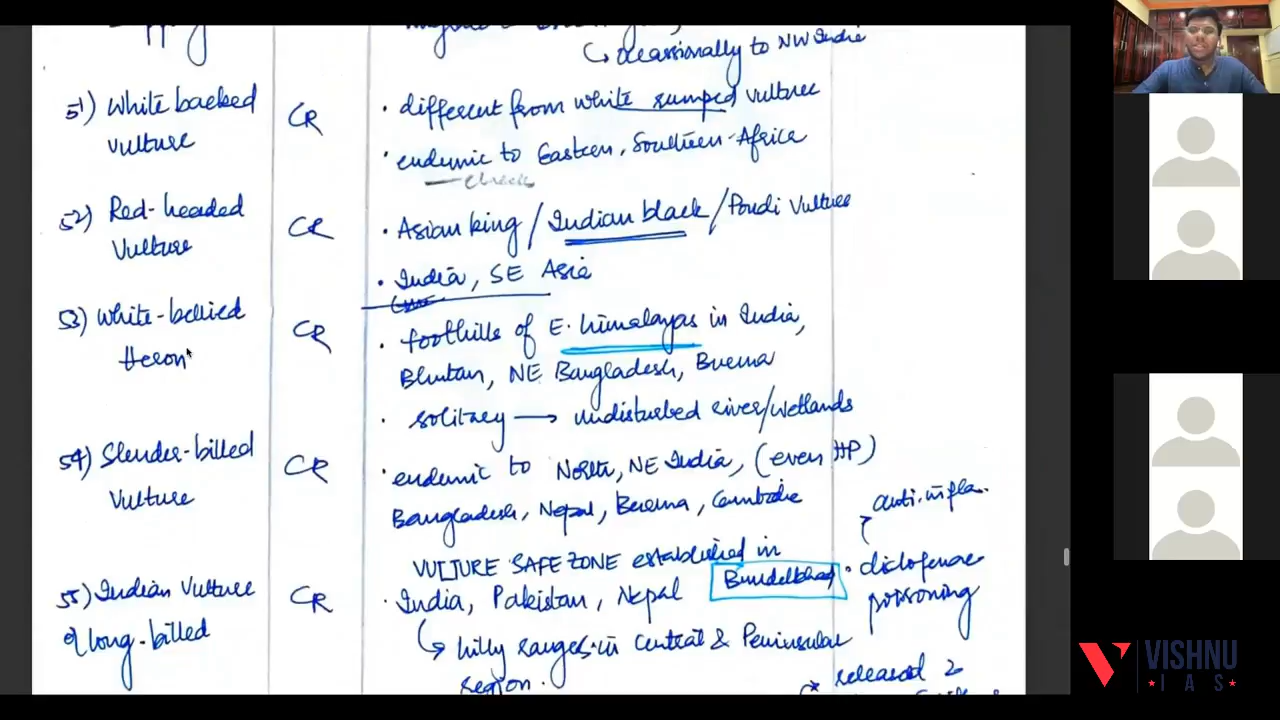 occassionally to NW India
51) White backed
vulture
CR
· different from white rumped vulture
· endemic to Eastern, Southern Africa
check
52) Red-headed
Vulture
CR
· Asian king / Indian black / Pondi Vulture
· India, SE Asia
53) White-bellied
Heron
CR
· foothills of E. himalayas in India,
Bhutan, NE Bangladesh, Burma
· solitary → undisturbed river/wetlands
54) Slender-billed
Vulture
CR
· endemic to North, NE India, (even HP)
Bangladesh, Nepal, Burma, Cambodia
anti. infla.
VULTURE SAFE ZONE established in
Bundelkhand
· diclofenac
poisoning
55) Indian Vulture
or long-billed
CR
· India, Pakistan, Nepal
hilly ranges in Central & Peninsular
region.
released 2
VISHNU
IAS